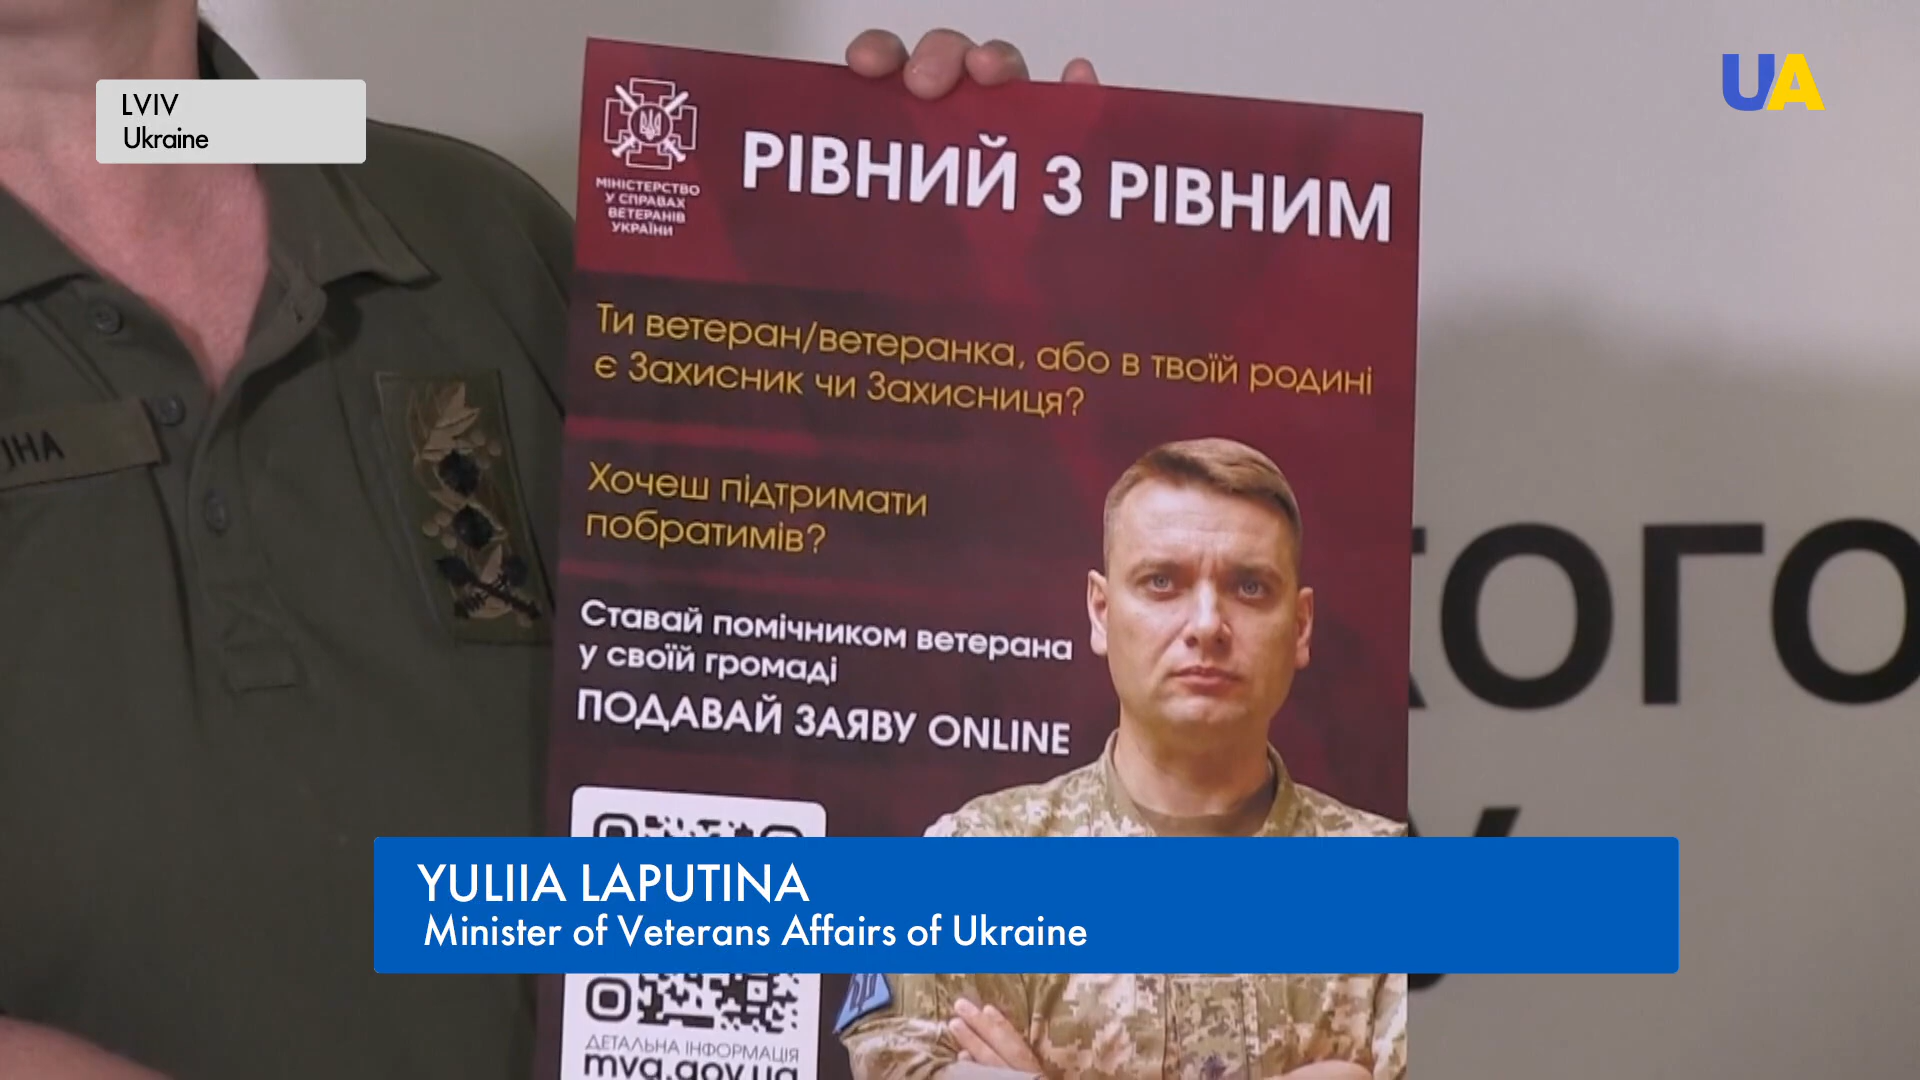 LVIV
Ukraine
UA
МІНІСТЕРСТВО
У СПРАВАХ
ВЕТЕРАНІВ
УКРАЇНИ
РІВНИЙ З РІВНИМ
Ти ветеран/ветеранка, або в твоїй родині
є Захисник чи Захисниця?
Хочеш підтримати
побратимів?
Ставай помічником ветерана
у своїй громаді
ПОДАВАЙ ЗАЯВУ ONLINE
YULIIA LAPUTINA
Minister of Veterans Affairs of Ukraine
ДЕТАЛЬНА ІНФОРМАЦІЯ
mva.gov.ua
ОГО